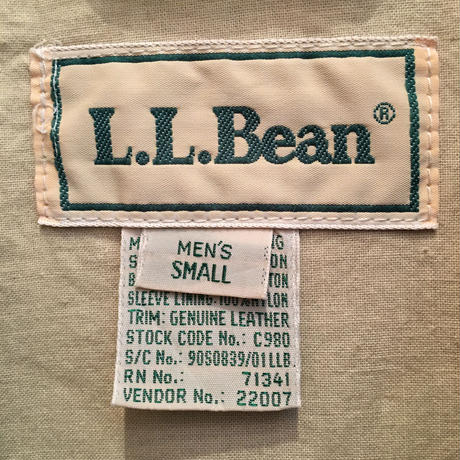 L.L.Bean®
MEN'S
SMALL
SLEEVE LINING: 100% NYLON
TRIM: GENUINE LEATHER
STOCK CODE No.: C980
S/C No.: 90S0839/01LLB
RN No.: 71341
VENDOR No.: 22007